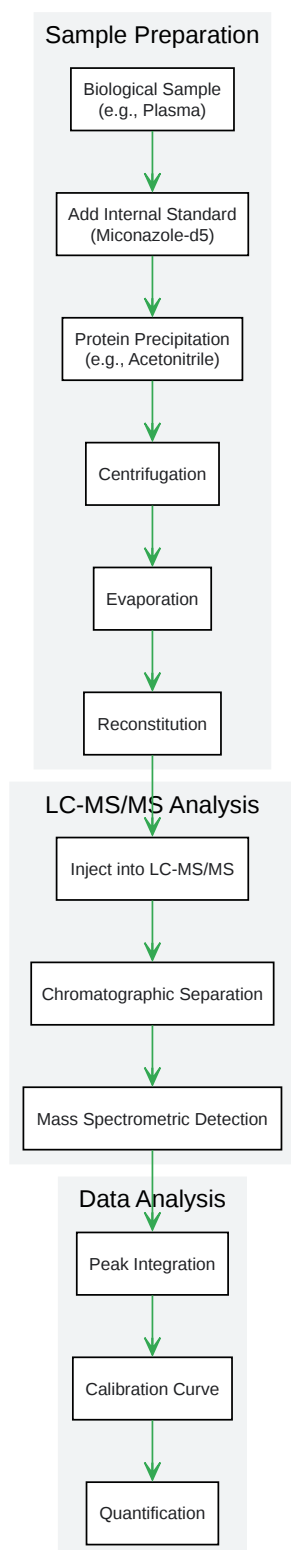 Sample Preparation
Biological Sample
(e.g., Plasma)
Add Internal Standard
(Miconazole-d5)
Protein Precipitation
(e.g., Acetonitrile)
Centrifugation
Evaporation
Reconstitution
LC-MS/MS Analysis
Inject into LC-MS/MS
Chromatographic Separation
Mass Spectrometric Detection
Data Analysis
Peak Integration
Calibration Curve
Quantification